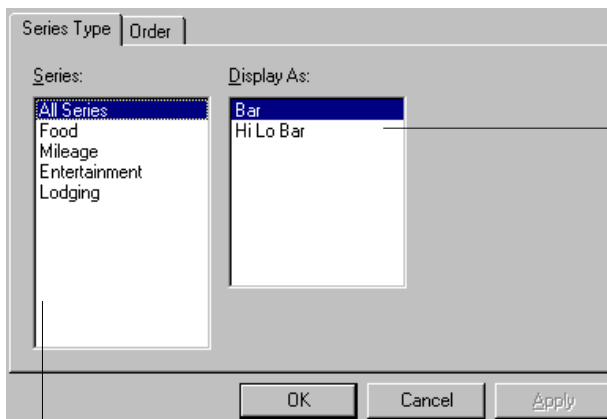 Series Type Order
Series: Display As:
All Series
Food
Mileage
Entertainment
Lodging
Bar
Hi Lo Bar
OK Cancel Apply